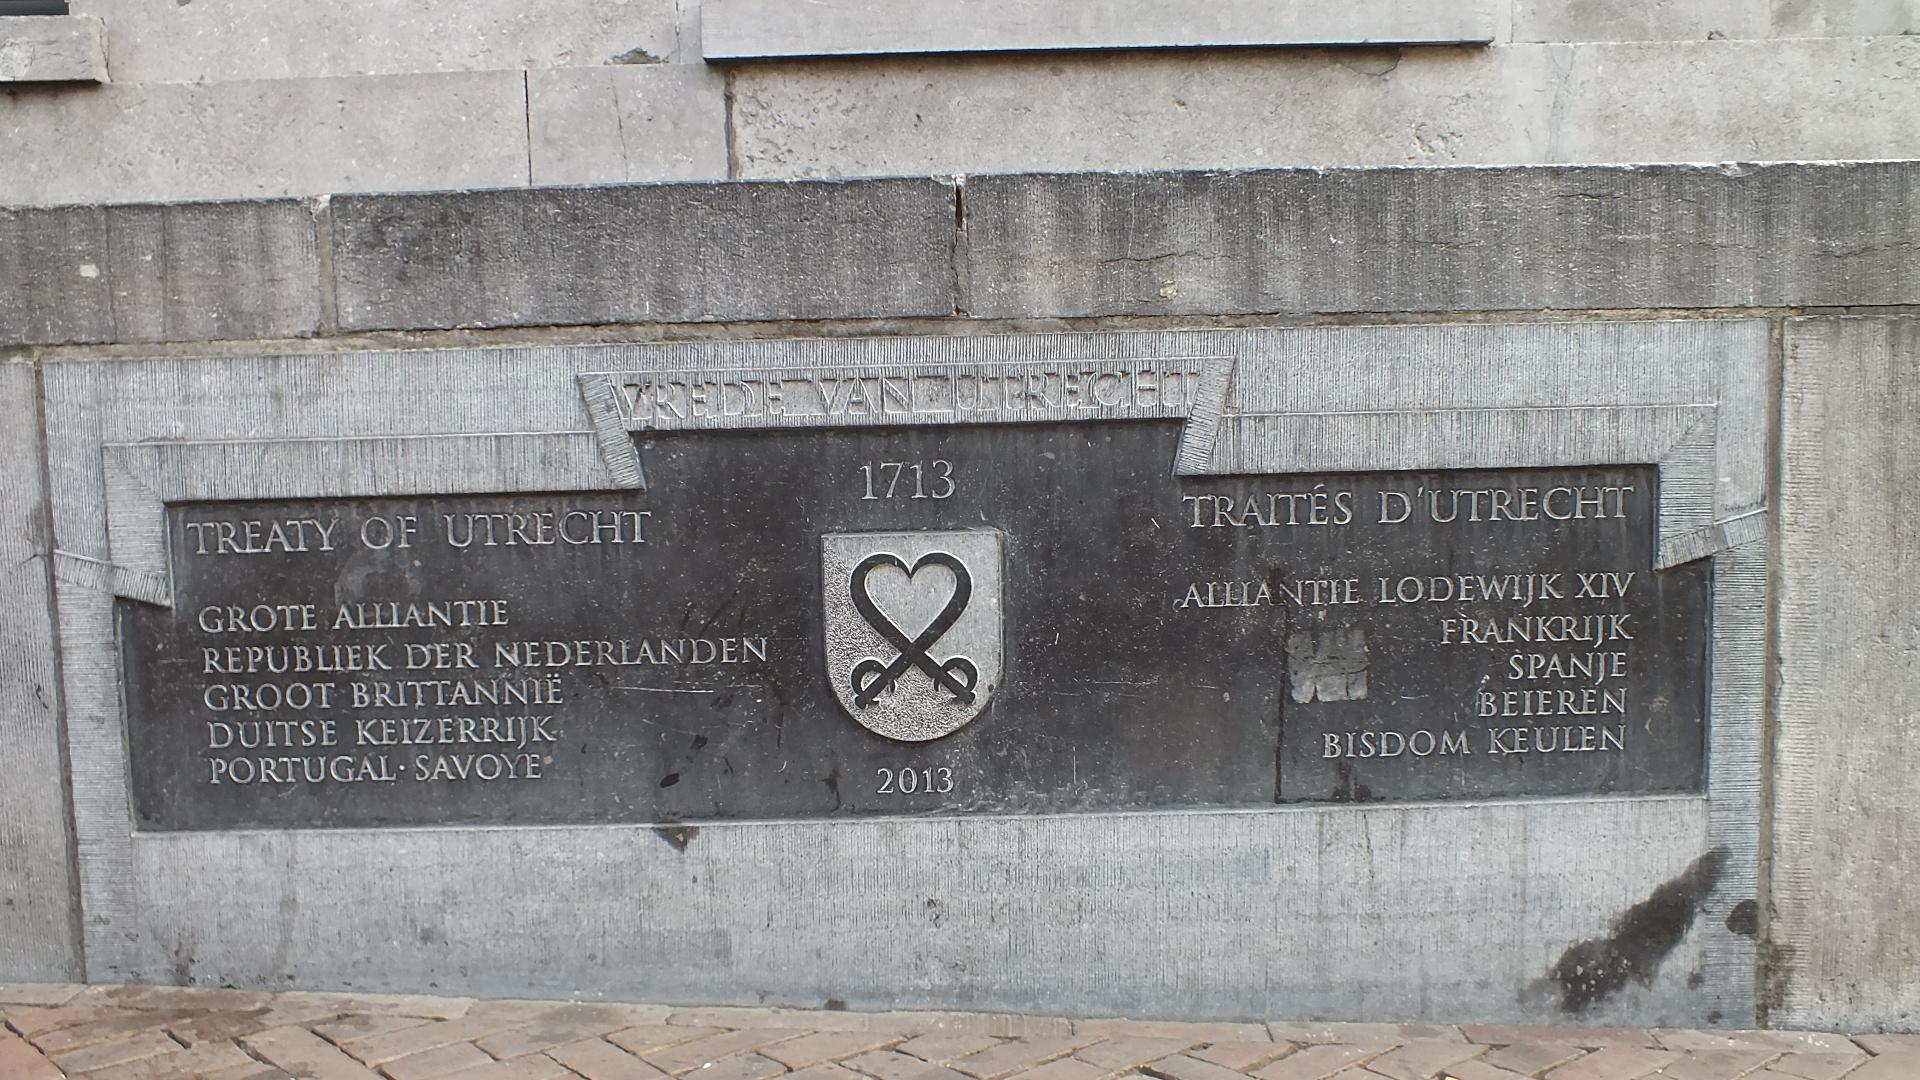 VREDE VAN UTRECHT
1713
TREATY OF UTRECHT
GROTE ALLIANTIE
REPUBLIEK DER NEDERLANDEN
GROOT BRITTANNIË
DUITSE KEIZERRIJK
PORTUGAL · SAVOYE
2013
TRAITÉS D'UTRECHT
ALLIANTIE LODEWIJK XIV
FRANKRIJK
SPANJE
BEIEREN
BISDOM KEULEN